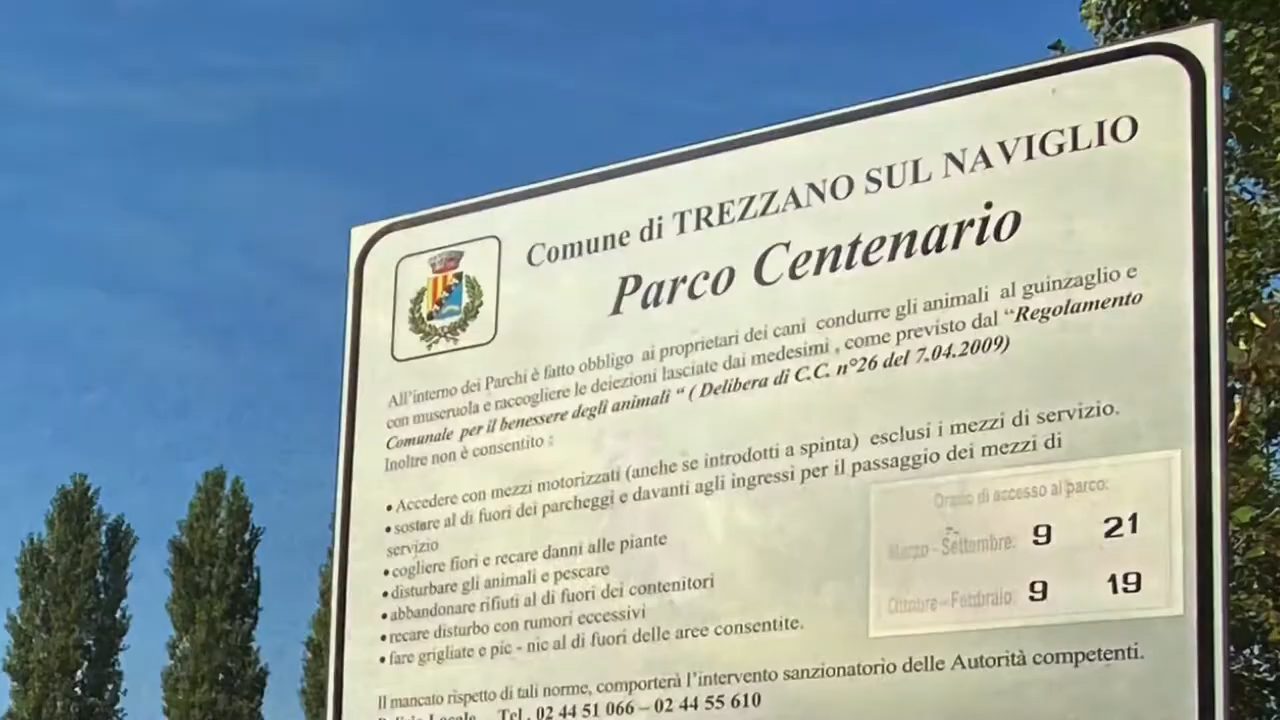 Comune di TREZZANO SUL NAVIGLIO
Parco Centenario
All'interno dei Parchi è fatto obbligo ai proprietari dei cani condurre gli animali al guinzaglio e
con museruola e raccogliere le deiezioni lasciate dai medesimi , come previsto dal “Regolamento
Comunale per il benessere degli animali “ ( Delibera di C.C. n°26 del 7.04.2009)
Inoltre non è consentito :
• Accedere con mezzi motorizzati (anche se introdotti a spinta) esclusi i mezzi di servizio.
• sostare al di fuori dei parcheggi e davanti agli ingressi per il passaggio dei mezzi di
servizio
• cogliere fiori e recare danni alle piante
• disturbare gli animali e pescare
• abbandonare rifiuti al di fuori dei contenitori
• recare disturbo con rumori eccessivi
• fare grigliate e pic - nic al di fuori delle aree consentite.
Orario di accesso al parco:
Marzo - Settembre: 9 21
Ottobre - Febbraio: 9 19
Il mancato rispetto di tali norme, comporterà l'intervento sanzionatorio delle Autorità competenti.
Polizia Locale Tel. 02 44 51 066 – 02 44 55 610